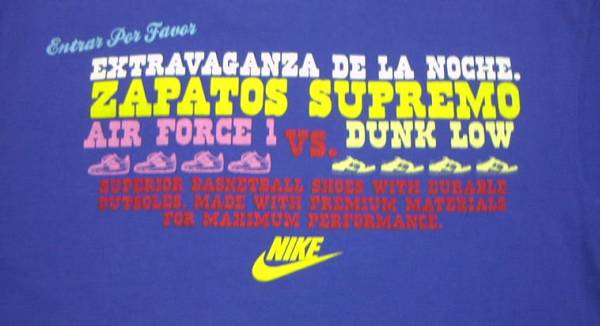 Entrar Por Favor
EXTRAVAGANZA DE LA NOCHE.
ZAPATOS SUPREMO
AIR FORCE 1 VS. DUNK LOW
SUPERIOR BASKETBALL SHOES WITH DURABLE
OUTSOLES. MADE WITH PREMIUM MATERIALS
FOR MAXIMUM PERFORMANCE.
NIKE